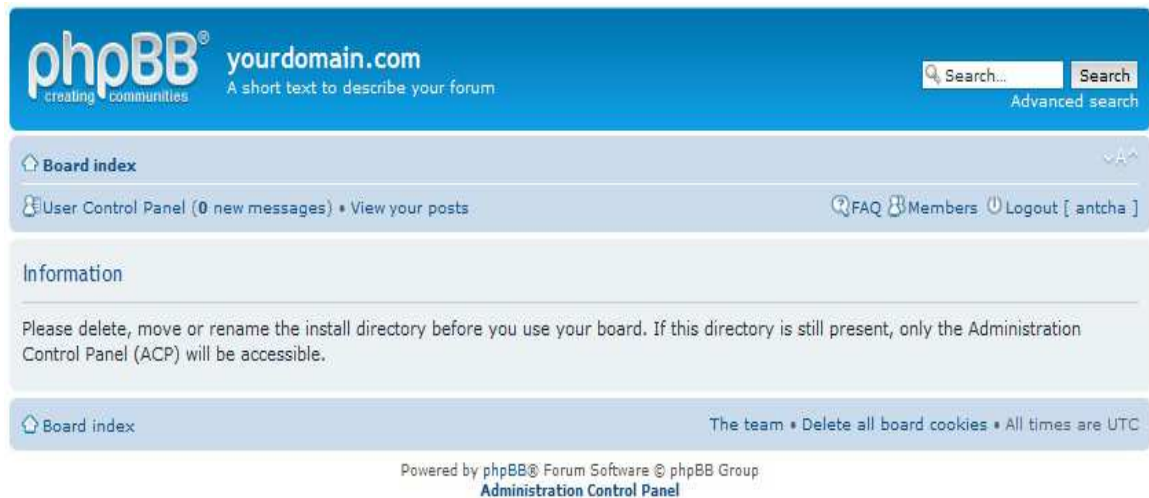 phpBB®
creating communities
yourdomain.com
A short text to describe your forum
Search… Search
Advanced search
Board index
A
User Control Panel (0 new messages) • View your posts
FAQ Members Logout [ antcha ]
Information
Please delete, move or rename the install directory before you use your board. If this directory is still present, only the Administration
Control Panel (ACP) will be accessible.
Board index
The team • Delete all board cookies • All times are UTC
Powered by phpBB® Forum Software © phpBB Group
Administration Control Panel